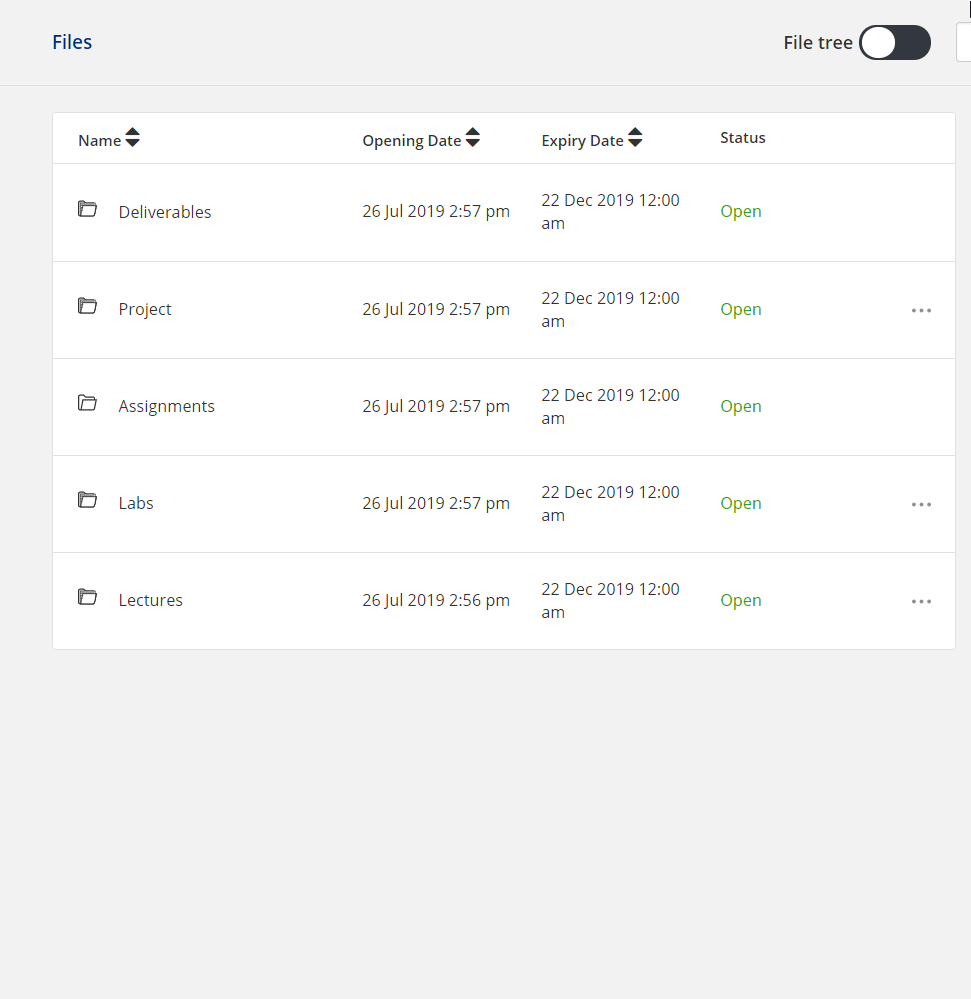 Files
File tree
Name Opening Date Expiry Date Status
Deliverables 26 Jul 2019 2:57 pm 22 Dec 2019 12:00 am Open
Project 26 Jul 2019 2:57 pm 22 Dec 2019 12:00 am Open
Assignments 26 Jul 2019 2:57 pm 22 Dec 2019 12:00 am Open
Labs 26 Jul 2019 2:57 pm 22 Dec 2019 12:00 am Open
Lectures 26 Jul 2019 2:56 pm 22 Dec 2019 12:00 am Open